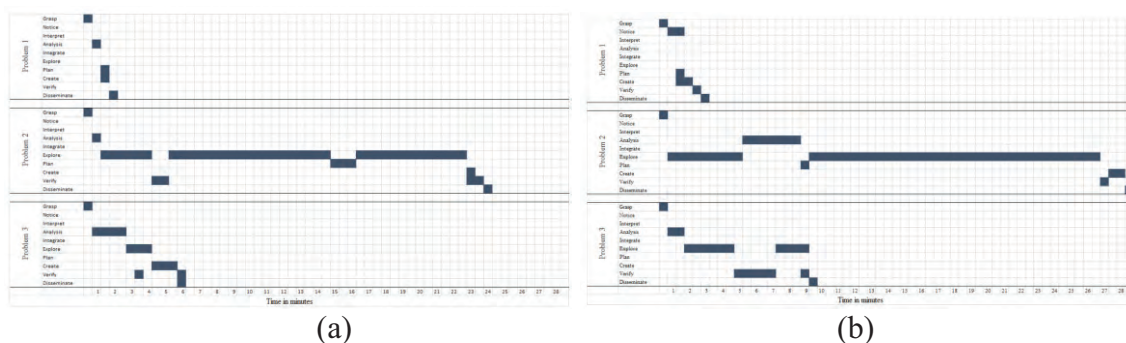 Problem 1
Grasp
Notice
Interpret
Analysis
Integrate
Explore
Plan
Create
Verify
Disseminate
Problem 2
Grasp
Notice
Interpret
Analysis
Integrate
Explore
Plan
Create
Verify
Disseminate
Problem 3
Grasp
Notice
Interpret
Analysis
Integrate
Explore
Plan
Create
Verify
Disseminate
1 2 3 4 5 6 7 8 9 10 11 12 13 14 15 16 17 18 19 20 21 22 23 24 25 26 27 28
Time in minutes
(a)
Problem 1
Grasp
Notice
Interpret
Analysis
Integrate
Explore
Plan
Create
Verify
Disseminate
Problem 2
Grasp
Notice
Interpret
Analysis
Integrate
Explore
Plan
Create
Verify
Disseminate
Problem 3
Grasp
Notice
Interpret
Analysis
Integrate
Explore
Plan
Create
Verify
Disseminate
1 2 3 4 5 6 7 8 9 10 11 12 13 14 15 16 17 18 19 20 21 22 23 24 25 26 27 28
Time in minutes
(b)